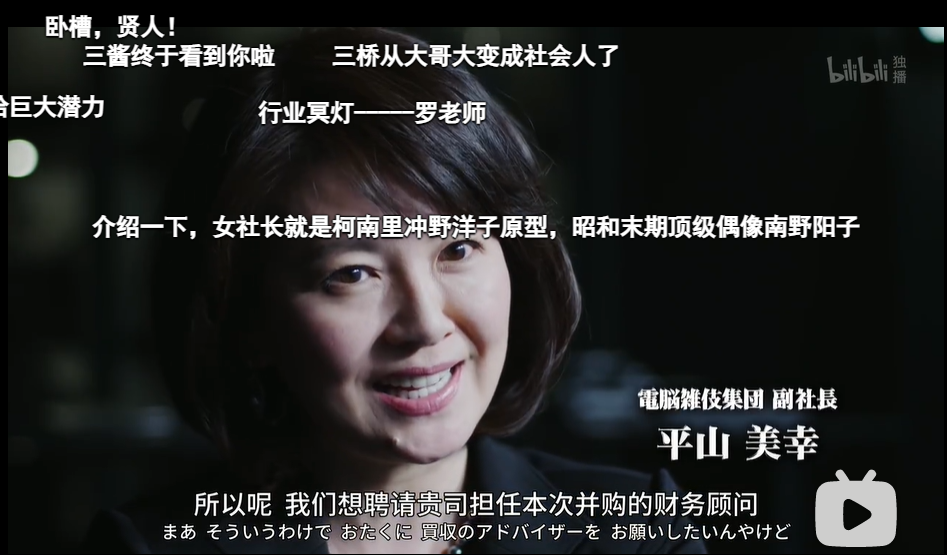 卧槽，贤人！
三酱终于看到你啦 三桥从大哥大变成社会人了
bilibili 独播
巨大潜力
行业冥灯-----罗老师
介绍一下，女社长就是柯南里冲野洋子原型，昭和末期顶级偶像南野阳子
電脳雑伎集団 副社長
平山 美幸
所以呢 我们想聘请贵司担任本次并购的财务顾问
まあ そういうわけで おたくに 買収のアドバイザーを お願いしたいんやけど